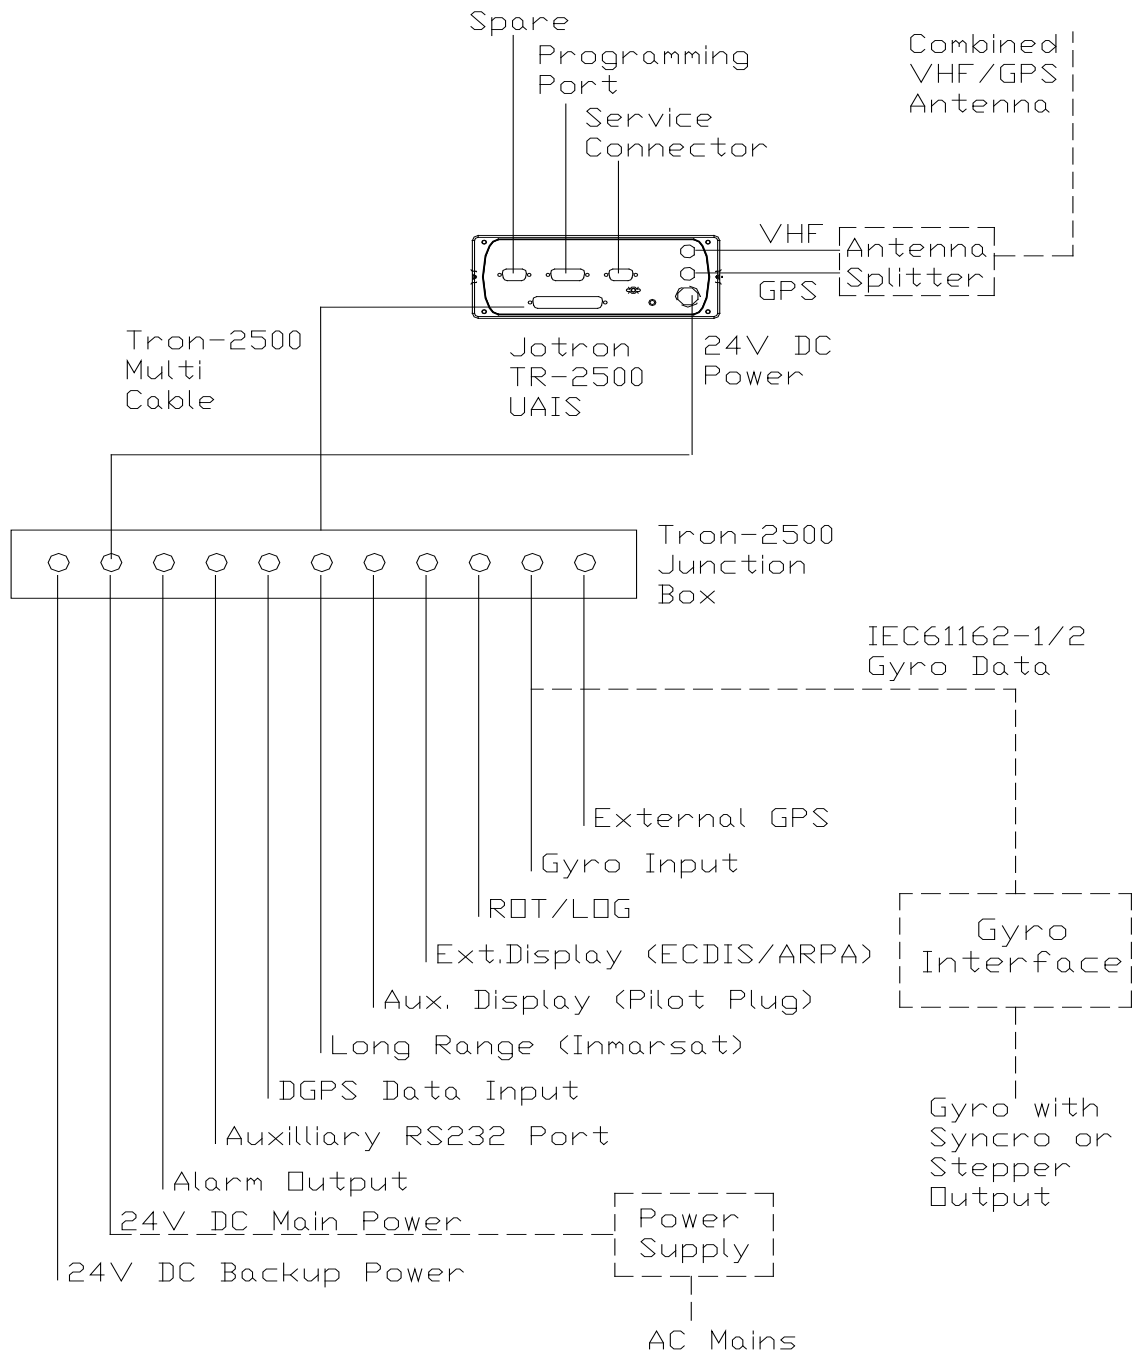 Spare
Programming
Port
Service
Connector
Combined
VHF/GPS
Antenna
VHF
GPS
Antenna
Splitter
Tron-2500
Multi
Cable
Jotron
TR-2500
UAIS
24V DC
Power
Tron-2500
Junction
Box
IEC61162-1/2
Gyro Data
External GPS
Gyro Input
ROT/LOG
Ext.Display (ECDIS/ARPA)
Aux. Display (Pilot Plug)
Long Range (Inmarsat)
DGPS Data Input
Auxilliary RS232 Port
Alarm Output
24V DC Main Power
24V DC Backup Power
Gyro
Interface
Gyro with
Syncro or
Stepper
Output
Power
Supply
AC Mains